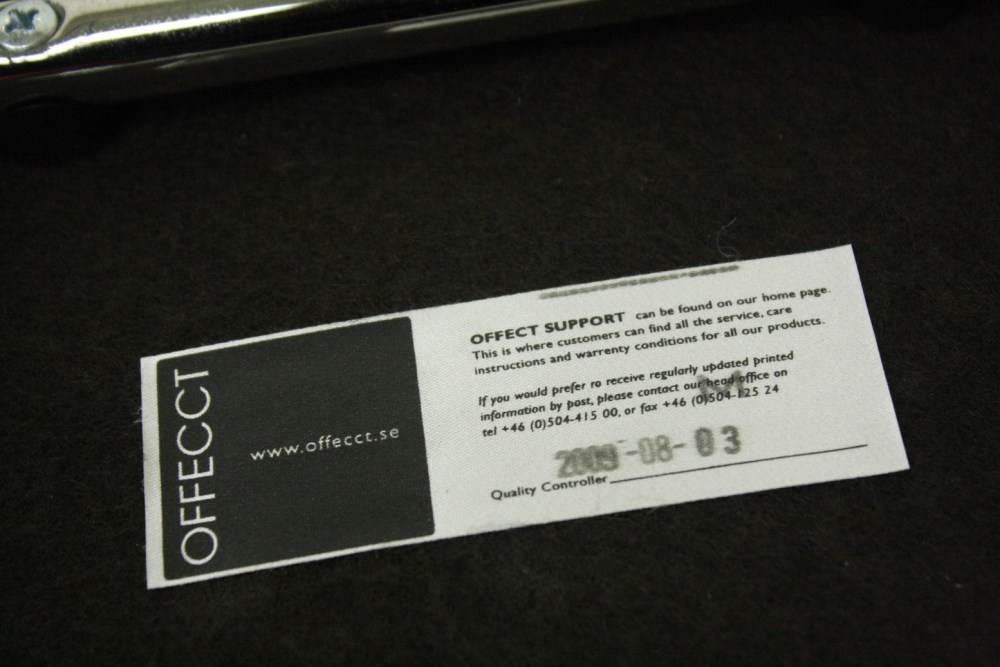 OFFECCT
www.offecct.se
OFFECT SUPPORT can be found on our home page.
This is where customers can find all the service, care
instructions and warrenty conditions for all our products.
If you would prefer ro receive regularly updated printed
information by post, please contact our head office on
tel +46 (0)504-415 00, or fax +46 (0)504-125 24
M
2009-08-03
Quality Controller